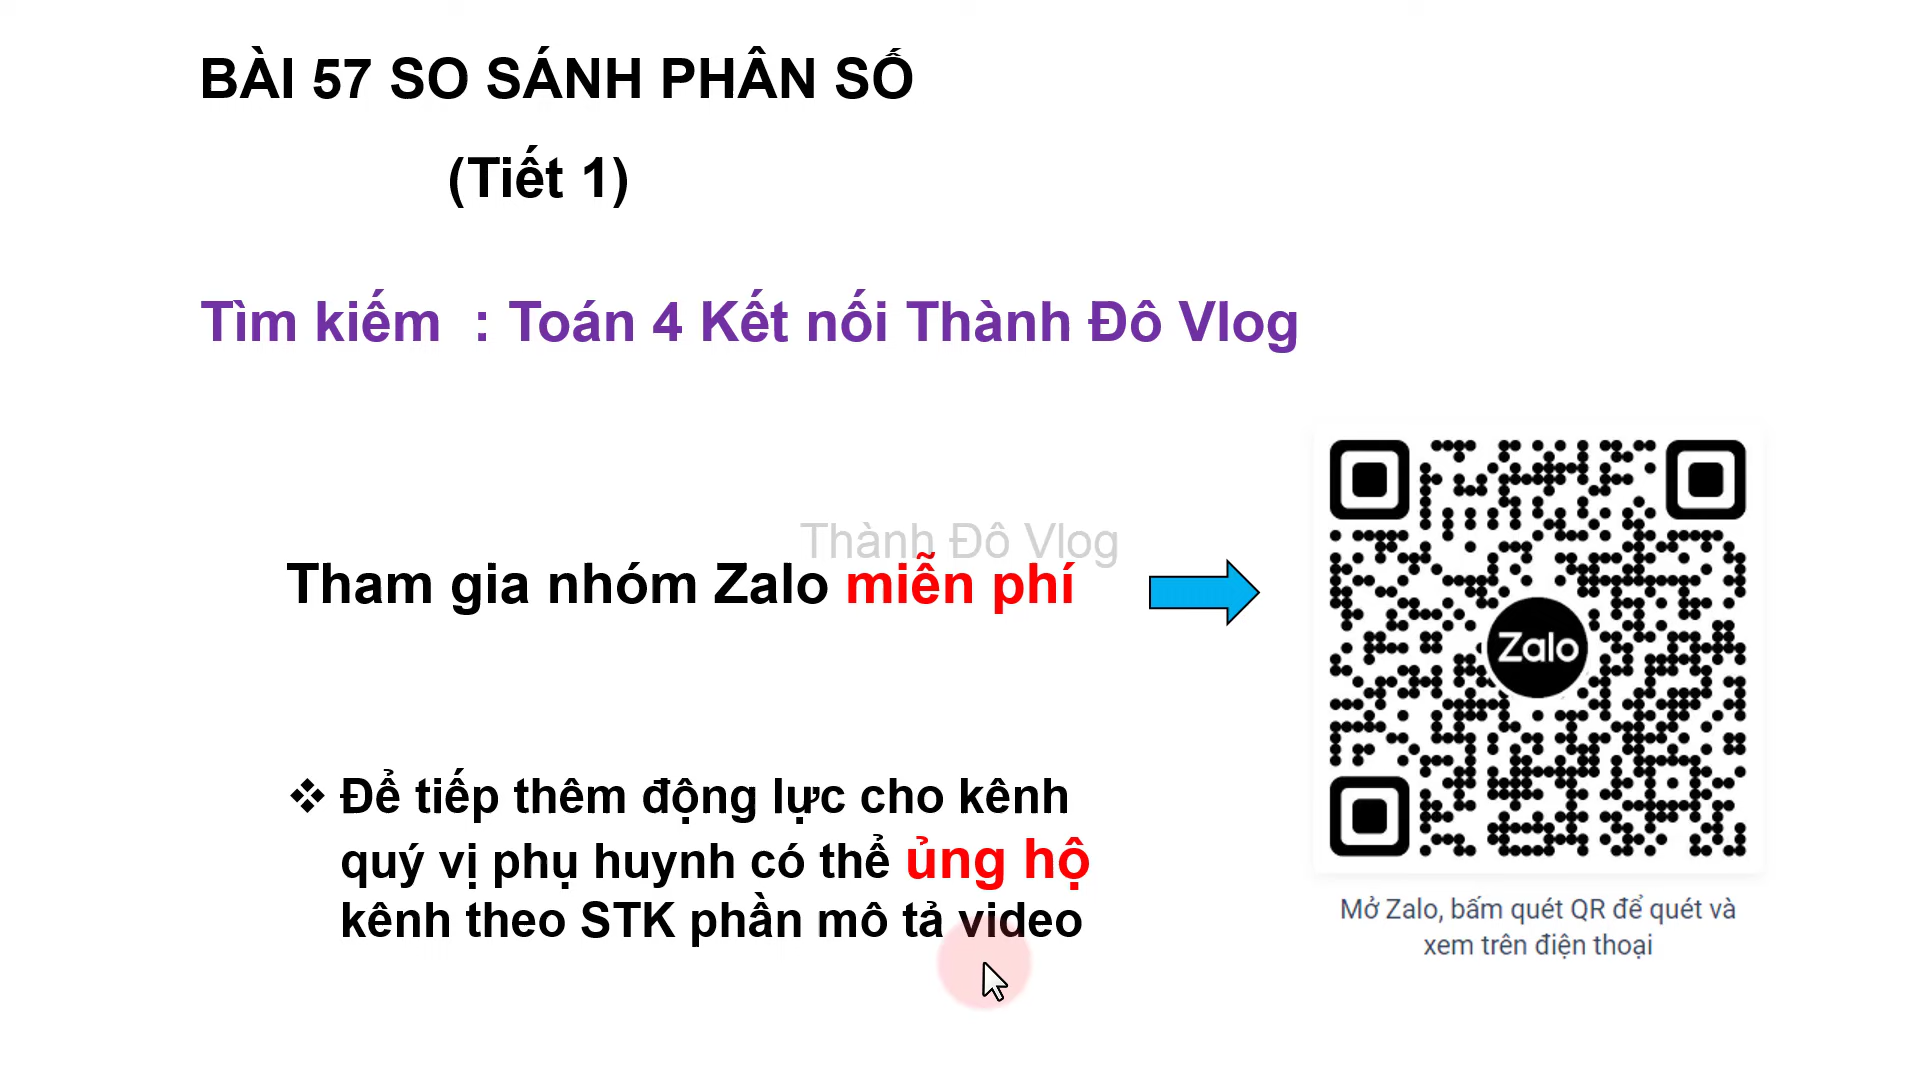 BÀI 57 SO SÁNH PHÂN SỐ
(Tiết 1)
Tìm kiếm : Toán 4 Kết nối Thành Đô Vlog
Thành Đô Vlog
Tham gia nhóm Zalo miễn phí
Zalo
❖ Để tiếp thêm động lực cho kênh
quý vị phụ huynh có thể ủng hộ
kênh theo STK phần mô tả video
Mở Zalo, bấm quét QR để quét và
xem trên điện thoại